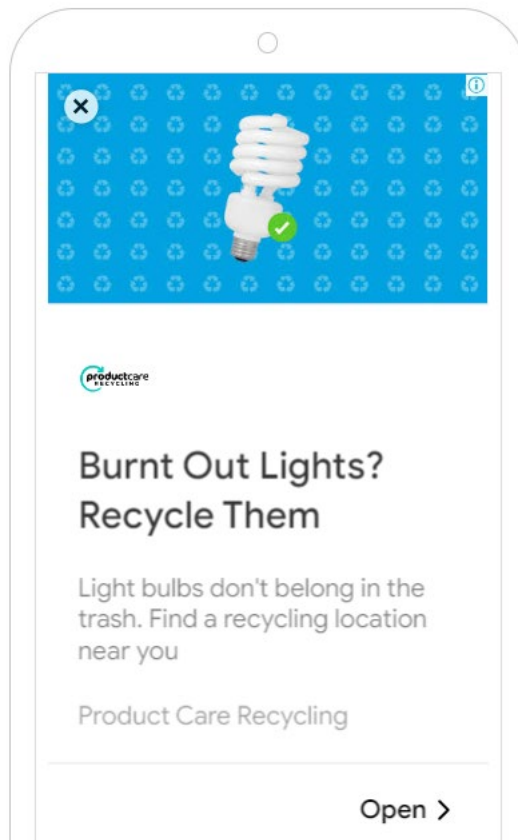 productcare
RECYCLING
Burnt Out Lights?
Recycle Them
Light bulbs don't belong in the
trash. Find a recycling location
near you
Product Care Recycling
Open